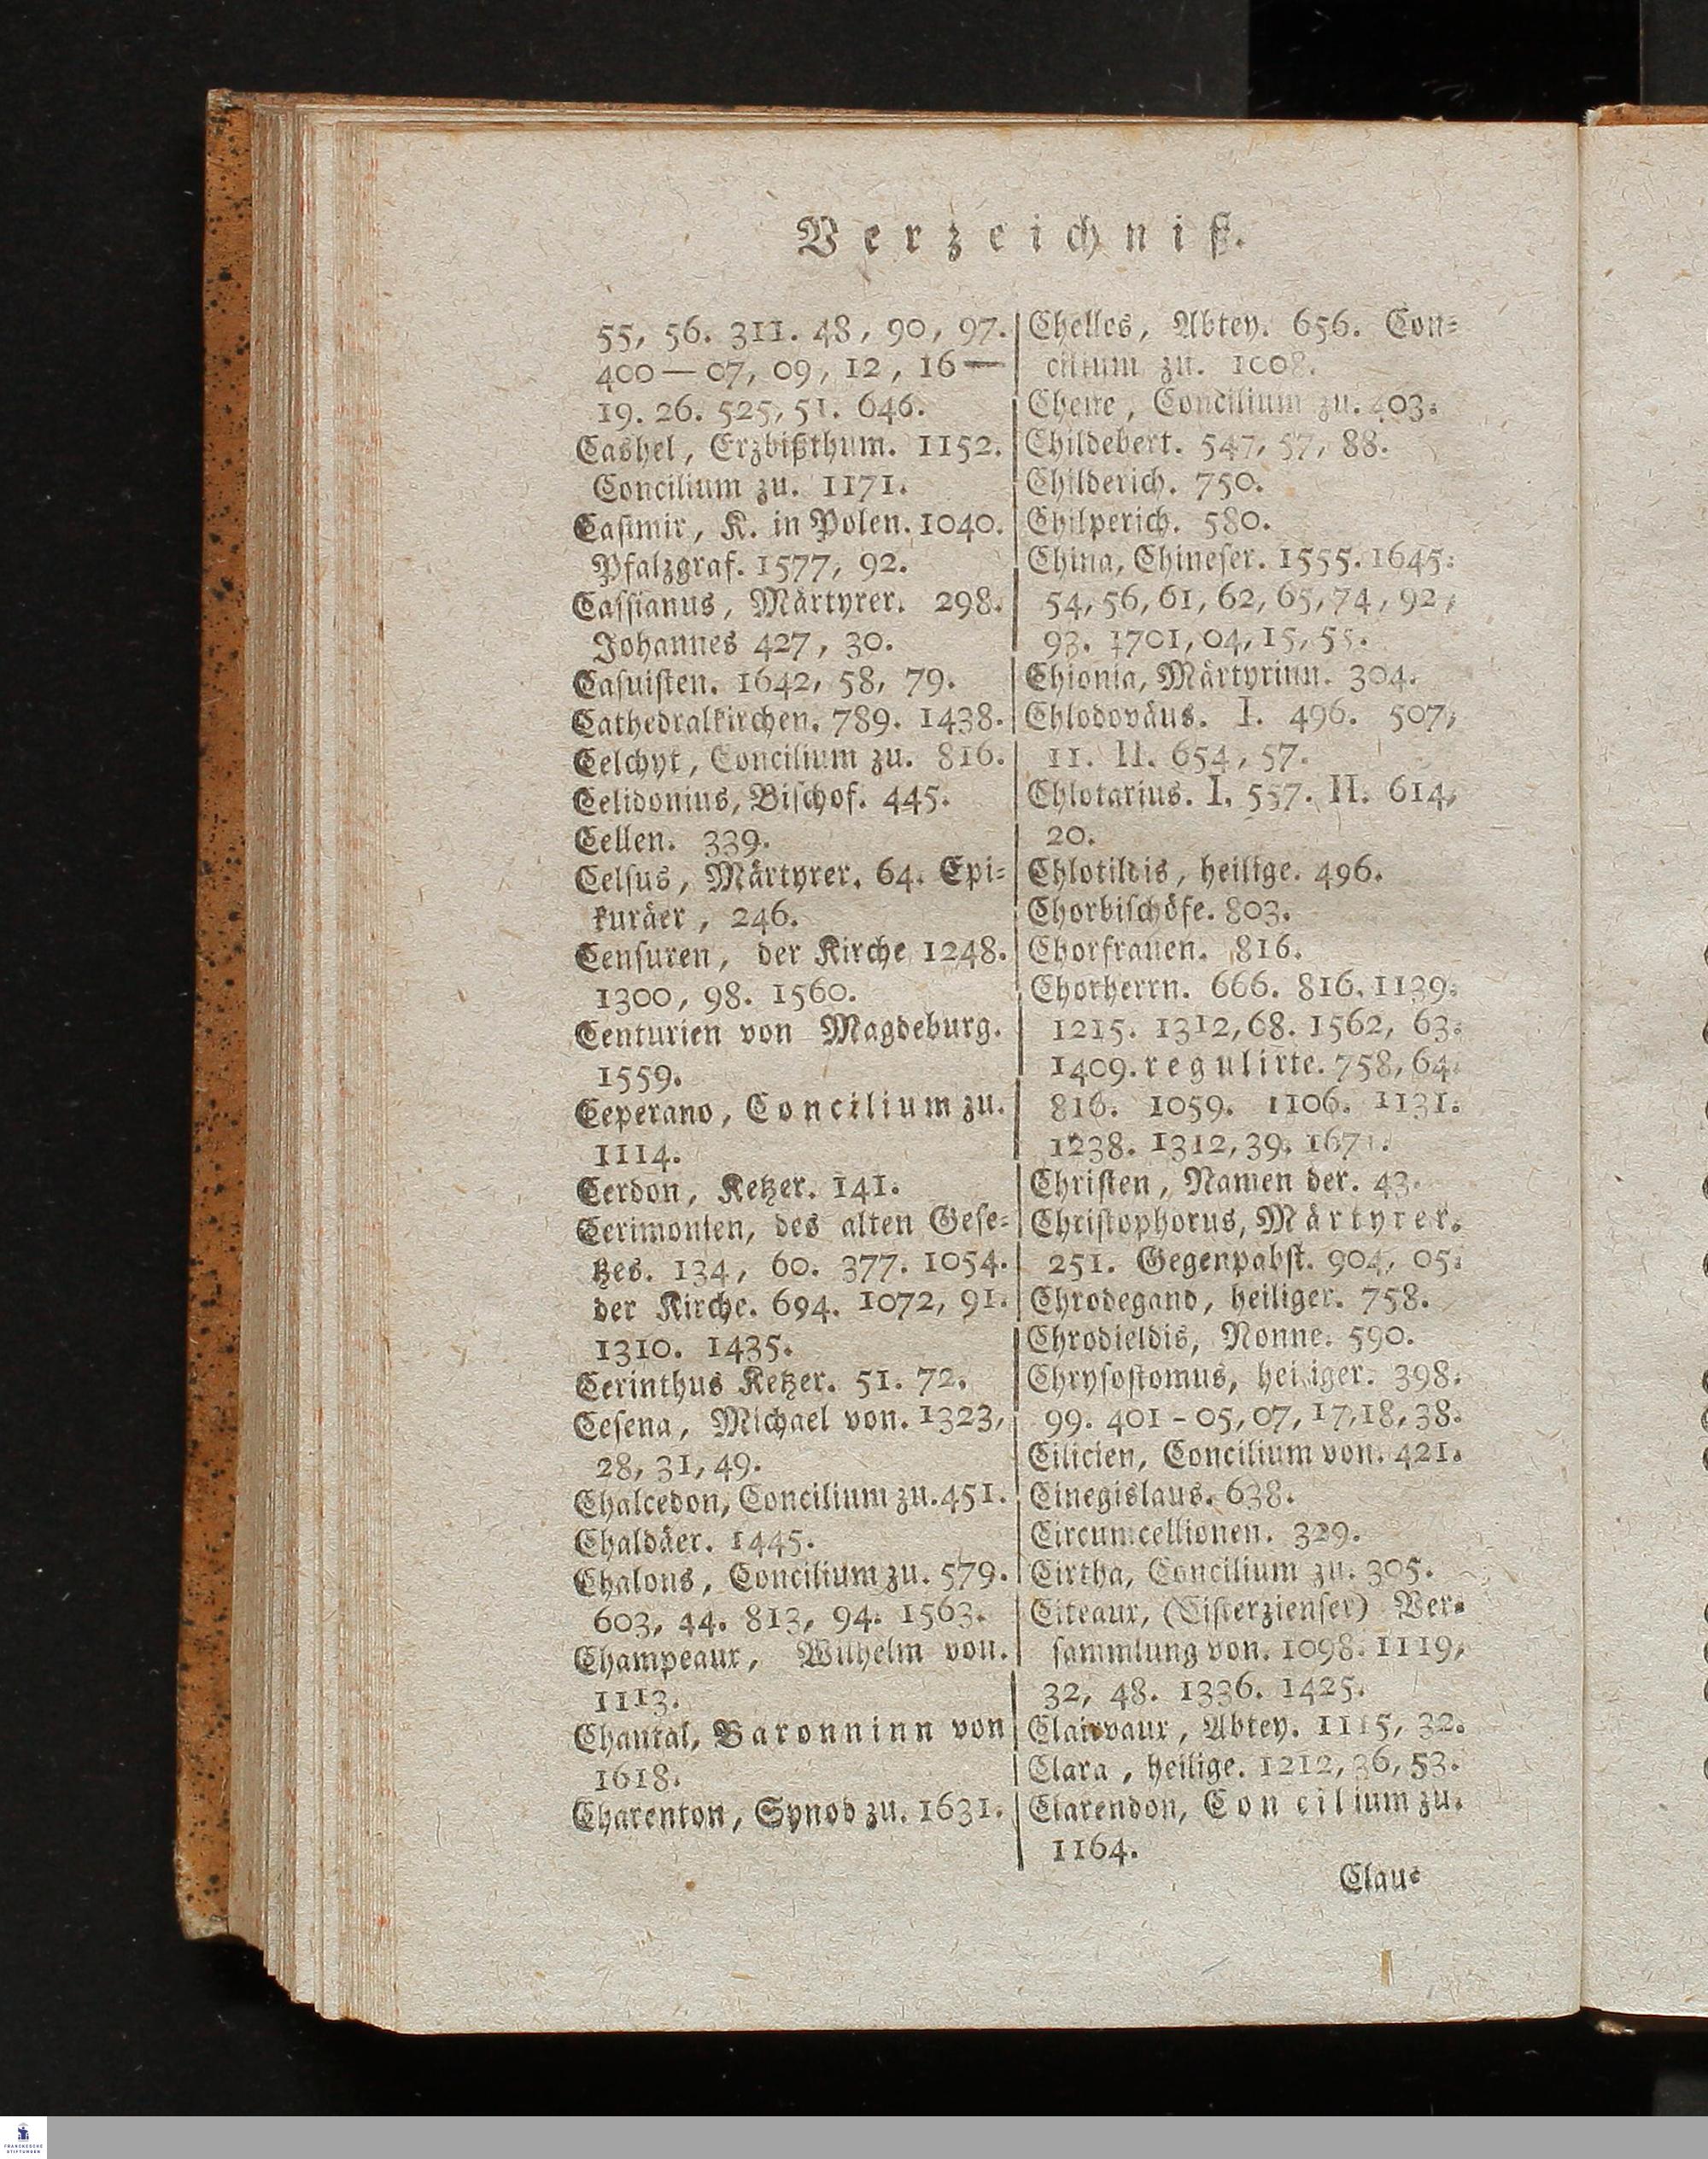 Verzeichniß.
55, 56. 311. 48, 90, 97.
400 — 07, 09, 12, 16 —
19. 26. 525, 51. 646.
Cashel, Erzbißthum. 1152.
Concilium zu. 1171.
Casimir, K. in Polen. 1040.
Pfalzgraf. 1577, 92.
Cassianus, Märtyrer. 298.
Johannes 427, 30.
Casuisten. 1642, 58, 79.
Cathedralkirchen. 789. 1438.
Celchyt, Concilium zu. 816.
Celidonius, Bischof. 445.
Cellen. 339.
Celsus, Märtyrer. 64. Epi-
kuräer, 246.
Censuren, der Kirche 1248.
1300, 98. 1560.
Centurien von Magdeburg.
1559.
Ceperano, Concilium zu.
1114.
Cerdon, Ketzer. 141.
Cerimonien, des alten Gese-
tzes. 134, 60. 377. 1054.
der Kirche. 694. 1072, 91.
1310. 1435.
Cerinthus Ketzer. 51. 72.
Cesena, Michael von. 1323,
28, 31, 49.
Chalcedon, Concilium zu. 451.
Chaldäer. 1445.
Chalons, Concilium zu. 579.
603, 44. 813, 94. 1563.
Champeaux, Wilhelm von.
1113.
Chantal, Baronninn von
1618.
Charenton, Synod zu. 1631.
Chelles, Abtey. 656. Con-
cilium zu. 1008.
Chene, Concilium zu. 403.
Childebert. 547, 57, 88.
Childerich. 750.
Chilperich. 580.
China, Chineser. 1555. 1645.
54, 56, 61, 62, 65, 74, 92,
93. 1701, 04, 15, 55.
Chionia, Märtyrinn. 304.
Chlodoväus. I. 496. 507,
11. II. 654, 57.
Chlotarius. I. 557. II. 614,
20.
Chlotildis, heilige. 496.
Chorbischöfe. 803.
Chorfrauen. 816.
Chorherrn. 666. 816. 1139.
1215. 1312, 68. 1562, 63.
1409. regulirte. 758, 64.
816. 1059. 1106. 1131.
1238. 1312, 39. 1671.
Christen, Namen der. 43.
Christophorus, Märtyrer.
251. Gegenpabst. 904, 05.
Chrodegand, heiliger. 758.
Chrodieldis, Nonne. 590.
Chrysostomus, heiliger. 398.
99. 401 - 05, 07, 17, 18, 38.
Cilicien, Concilium von. 421.
Cinegislaus. 638.
Circumcellionen. 329.
Cirtha, Concilium zu. 305.
Citeaux, (Cisterzienser) Ver-
sammlung von. 1098. 1119,
32, 48. 1336. 1425.
Clairvaux, Abtey. 1115, 32.
Clara, heilige. 1212, 36, 53.
Clarendon, Concilium zu.
1164.
Clau-
FRANCKESCHE
STIFTUNGEN